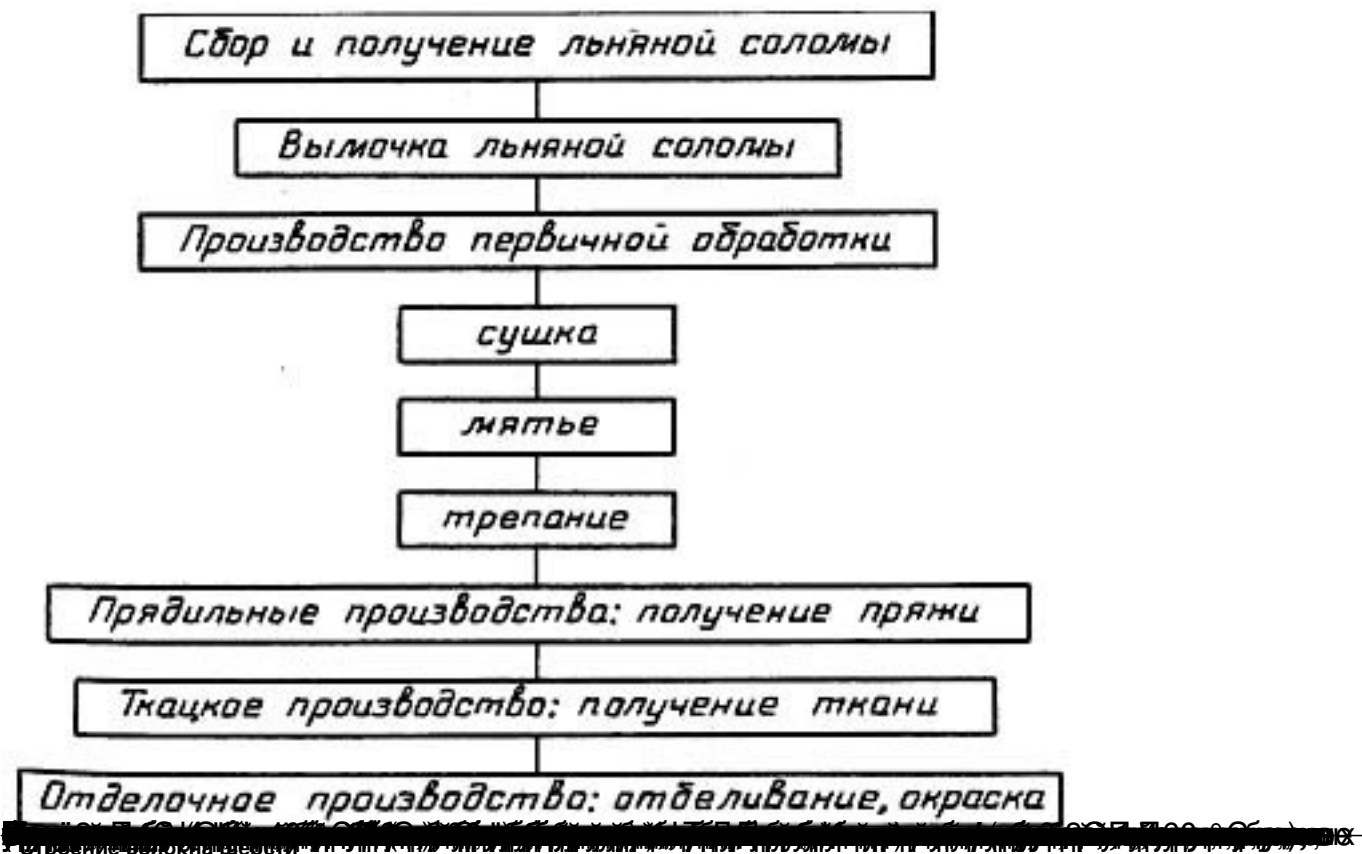 Сбор и получение льняной соломы
Вымочка льняной соломы
Производство первичной обработки
сушка
мятье
трепание
Прядильные производства: получение пряжи
Ткацкое производство: получение ткани
Отделочное производство: отбеливание, окраска